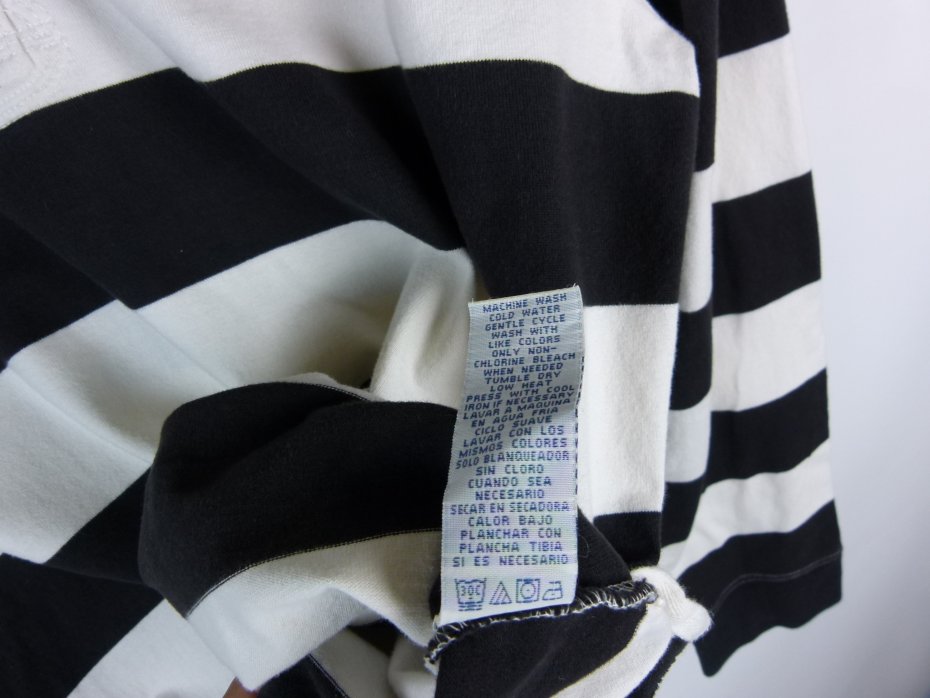 MACHINE WASH
COLD WATER
GENTLE CYCLE
WASH WITH
LIKE COLORS
ONLY NON-
CHLORINE BLEACH
WHEN NEEDED
TUMBLE DRY
LOW HEAT
PRESS WITH COOL
IRON IF NECESSARY
LAVAR A MAQUINA
EN AGUA FRIA
CICLO SUAVE
LAVAR CON LOS
MISMOS COLORES
SOLO BLANQUEADOR
SIN CLORO
CUANDO SEA
NECESARIO
SECAR EN SECADORA
CALOR BAJO
PLANCHAR CON
PLANCHA TIBIA
SI ES NECESARIO
30C